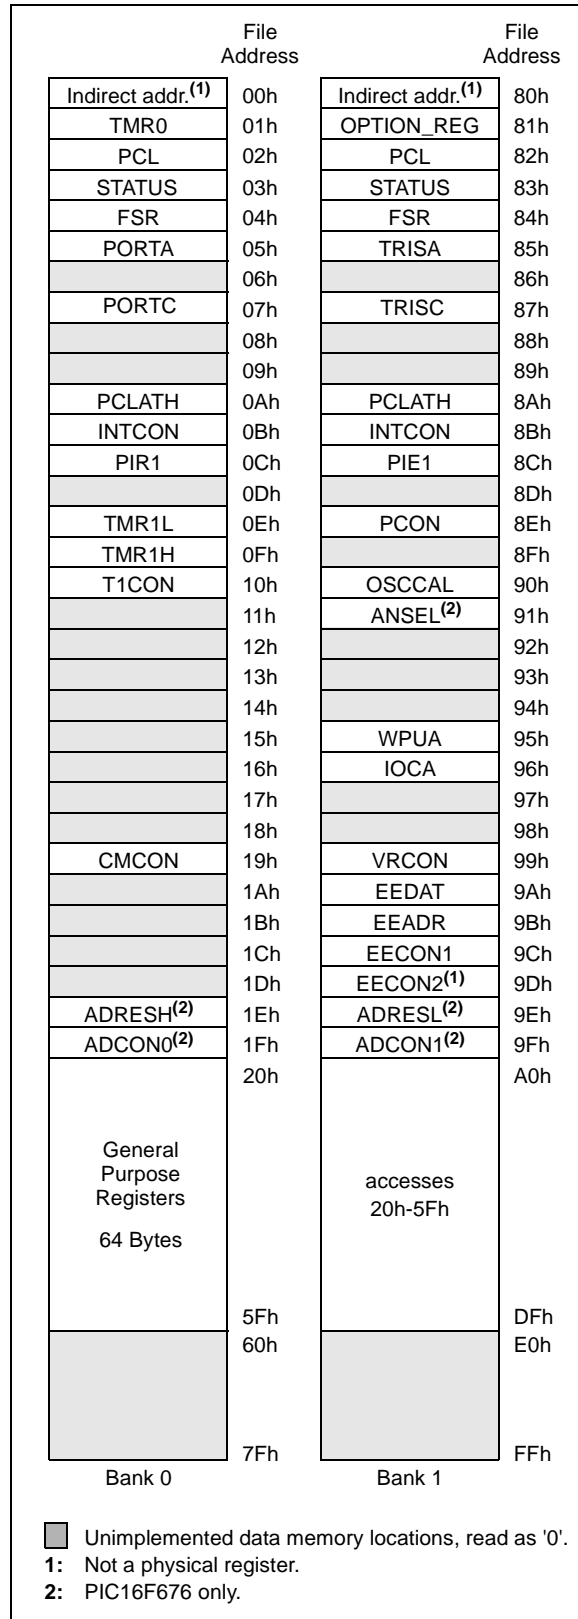 File Address File Address
Indirect addr.(1) 00h Indirect addr.(1) 80h
TMR0 01h OPTION_REG 81h
PCL 02h PCL 82h
STATUS 03h STATUS 83h
FSR 04h FSR 84h
PORTA 05h TRISA 85h
06h 86h
PORTC 07h TRISC 87h
08h 88h
09h 89h
PCLATH 0Ah PCLATH 8Ah
INTCON 0Bh INTCON 8Bh
PIR1 0Ch PIE1 8Ch
0Dh 8Dh
TMR1L 0Eh PCON 8Eh
TMR1H 0Fh 8Fh
T1CON 10h OSCCAL 90h
11h ANSEL(2) 91h
12h 92h
13h 93h
14h 94h
15h WPUA 95h
16h IOCA 96h
17h 97h
18h 98h
CMCON 19h VRCON 99h
1Ah EEDAT 9Ah
1Bh EEADR 9Bh
1Ch EECON1 9Ch
1Dh EECON2(1) 9Dh
ADRESH(2) 1Eh ADRESL(2) 9Eh
ADCON0(2) 1Fh ADCON1(2) 9Fh
20h A0h
General
Purpose
Registers
64 Bytes
accesses
20h-5Fh
5Fh DFh
60h E0h
7Fh FFh
Bank 0 Bank 1
Unimplemented data memory locations, read as '0'.
1: Not a physical register.
2: PIC16F676 only.